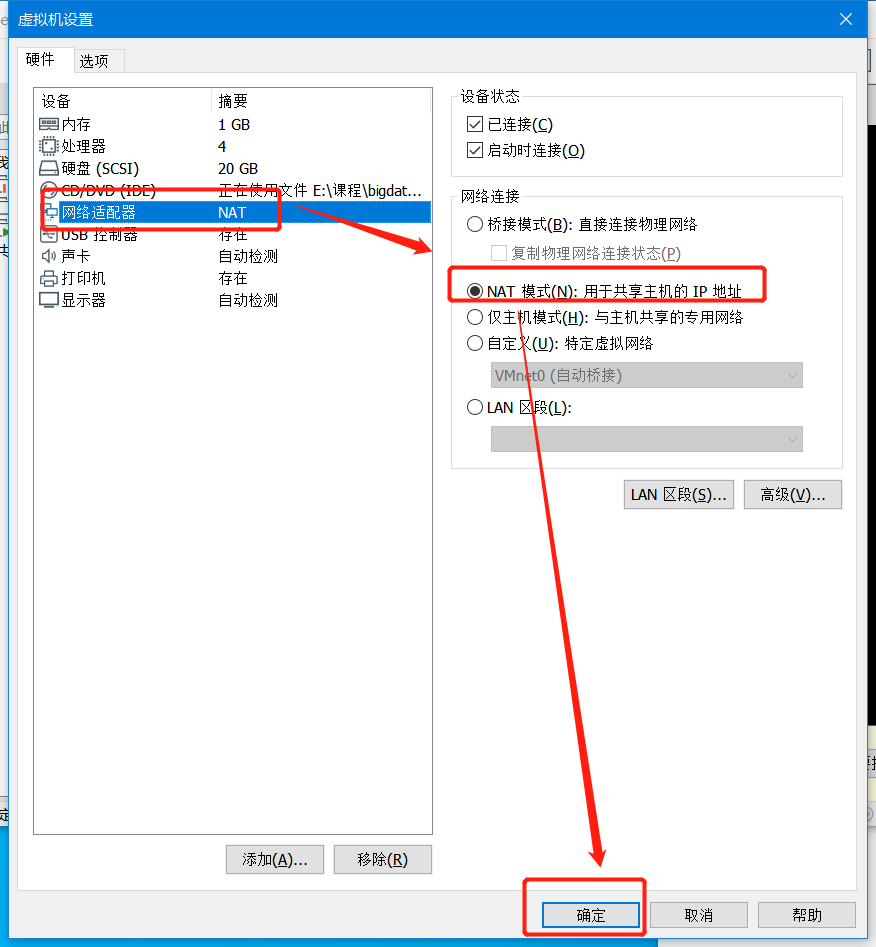 虚拟机设置
硬件
选项
设备 摘要
内存 1 GB
处理器 4
硬盘 (SCSI) 20 GB
CD/DVD (IDE) 正在使用文件 E:\课程\bigdat...
网络适配器 NAT
USB 控制器 存在
声卡 自动检测
打印机 存在
显示器 自动检测
添加(A)...
移除(R)
设备状态
已连接(C)
启动时连接(O)
网络连接
桥接模式(B): 直接连接物理网络
复制物理网络连接状态(P)
NAT 模式(N): 用于共享主机的 IP 地址
仅主机模式(H): 与主机共享的专用网络
自定义(U): 特定虚拟网络
VMnet0 (自动桥接)
LAN 区段(L):
LAN 区段(S)...
高级(V)...
确定
取消
帮助